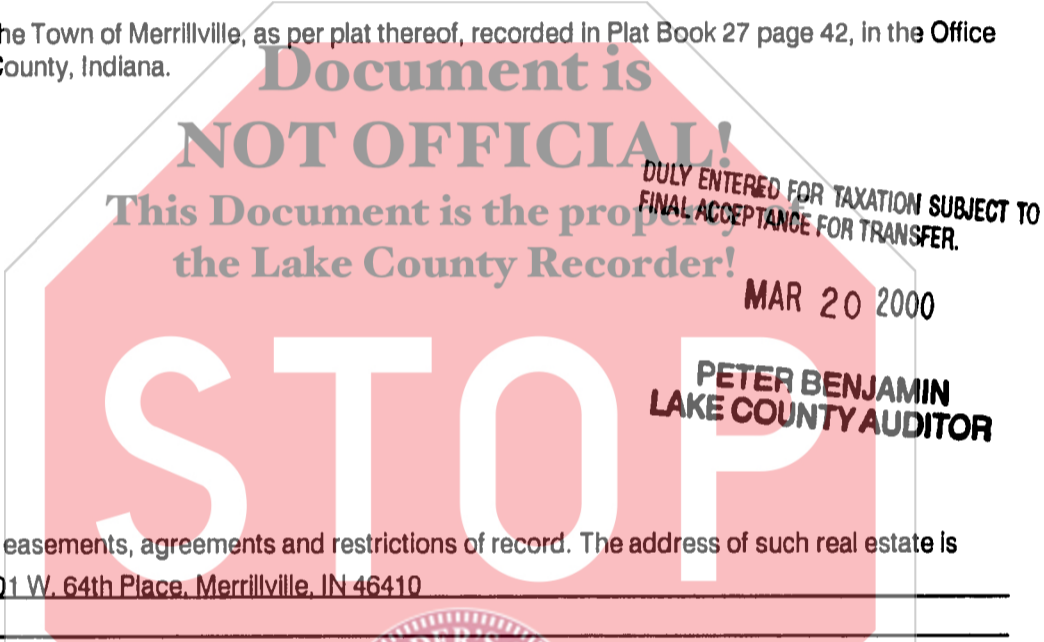 he Town of Merrillville, as per plat thereof, recorded in Plat Book 27 page 42, in the Office
County, Indiana.
Document is
NOT OFFICIAL!
This Document is the property of
the Lake County Recorder!
DULY ENTERED FOR TAXATION SUBJECT TO
FINAL ACCEPTANCE FOR TRANSFER.
MAR 20 2000
PETER BENJAMIN
LAKE COUNTY AUDITOR
STOP
easements, agreements and restrictions of record. The address of such real estate is
01 W. 64th Place, Merrillville, IN 46410
DER'S